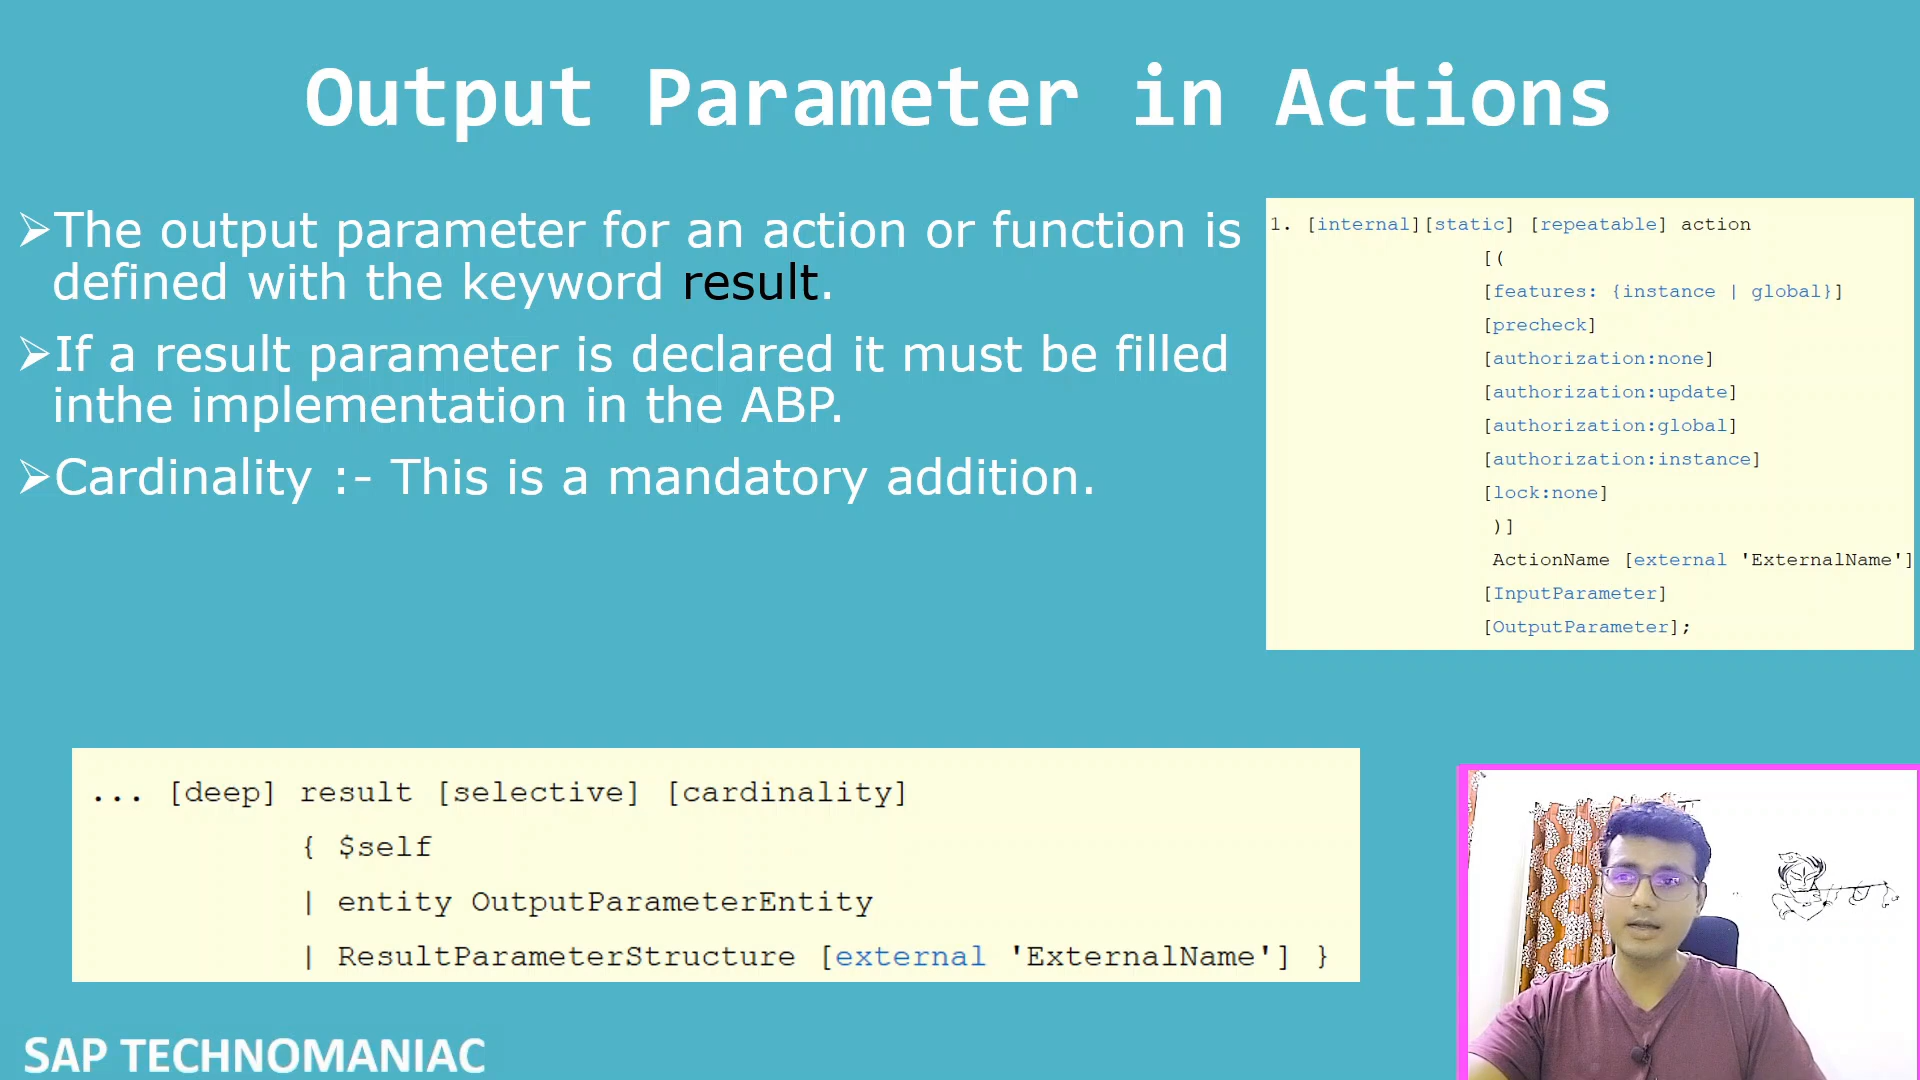 Output Parameter in Actions
➢The output parameter for an action or function is
defined with the keyword result.
➢If a result parameter is declared it must be filled
inthe implementation in the ABP.
➢Cardinality :- This is a mandatory addition.
1. [internal][static] [repeatable] action
[(
[features: {instance | global}]
[precheck]
[authorization:none]
[authorization:update]
[authorization:global]
[authorization:instance]
[lock:none]
)]
ActionName [external 'ExternalName']
[InputParameter]
[OutputParameter];
... [deep] result [selective] [cardinality]
{ $self
| entity OutputParameterEntity
| ResultParameterStructure [external 'ExternalName'] }
SAP TECHNOMANIAC